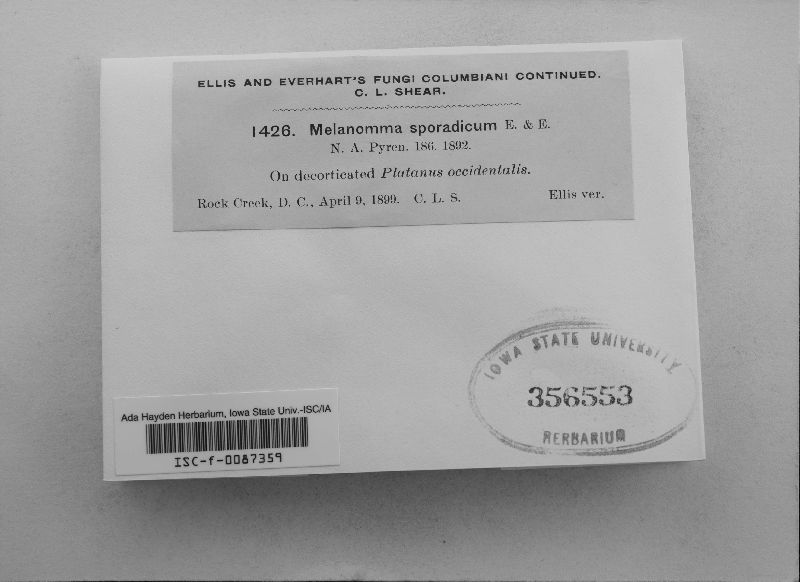 ELLIS AND EVERHART'S FUNGI COLUMBIANI CONTINUED.
C. L. SHEAR.
1426. Melanomma sporadicum E. & E.
N. A. Pyren. 186. 1892.
On decorticated Platanus occidentalis.
Rock Creek, D. C., April 9, 1899. C. L. S. Ellis ver.
IOWA STATE UNIVERSITY
356553
HERBARIUM
Ada Hayden Herbarium, Iowa State Univ.-ISC/IA
ISC-f-0087359